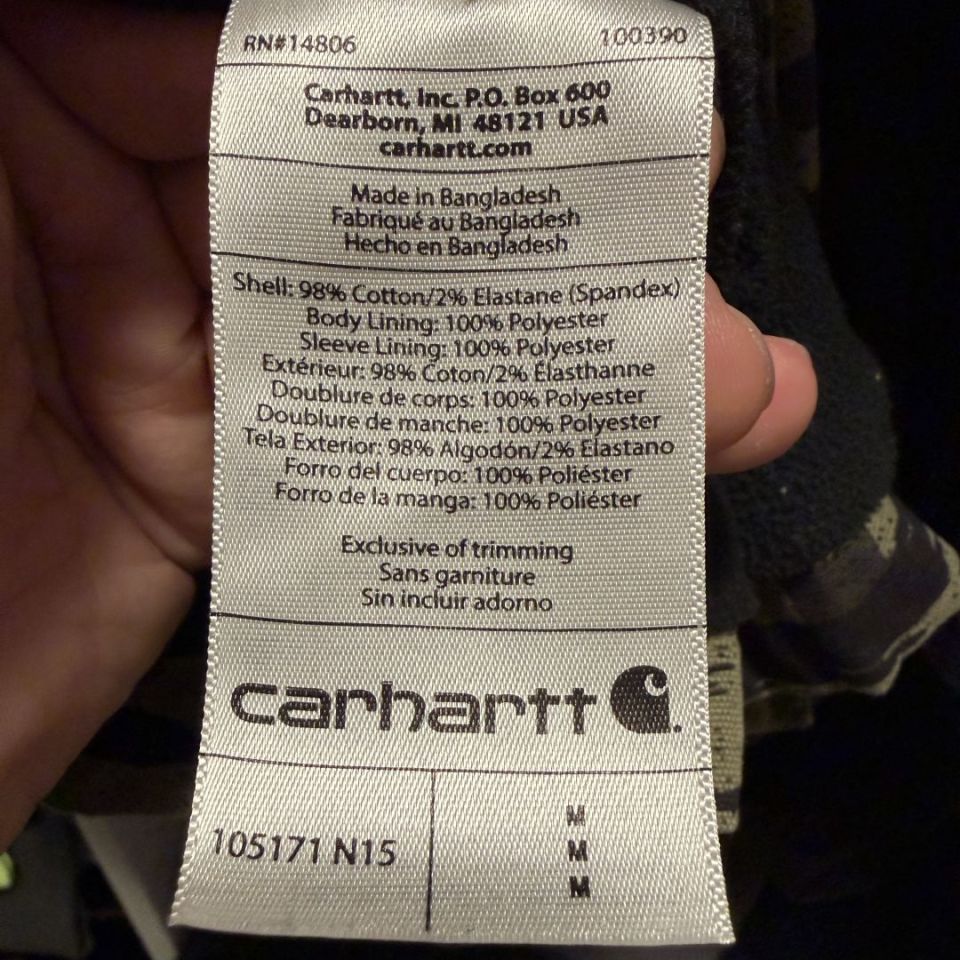 RN#14806 100390
Carhartt, Inc. P.O. Box 600
Dearborn, MI 48121 USA
carhartt.com
Made in Bangladesh
Fabriqué au Bangladesh
Hecho en Bangladesh
Shell: 98% Cotton/2% Elastane (Spandex)
Body Lining: 100% Polyester
Sleeve Lining: 100% Polyester
Extérieur: 98% Coton/2% Elasthanne
Doublure de corps: 100% Polyester
Doublure de manche: 100% Polyester
Tela Exterior: 98% Algodón/2% Elastano
Forro del cuerpo: 100% Poliéster
Forro de la manga: 100% Poliéster
Exclusive of trimming
Sans garniture
Sin incluir adorno
carhartt
105171 N15
M
M
M